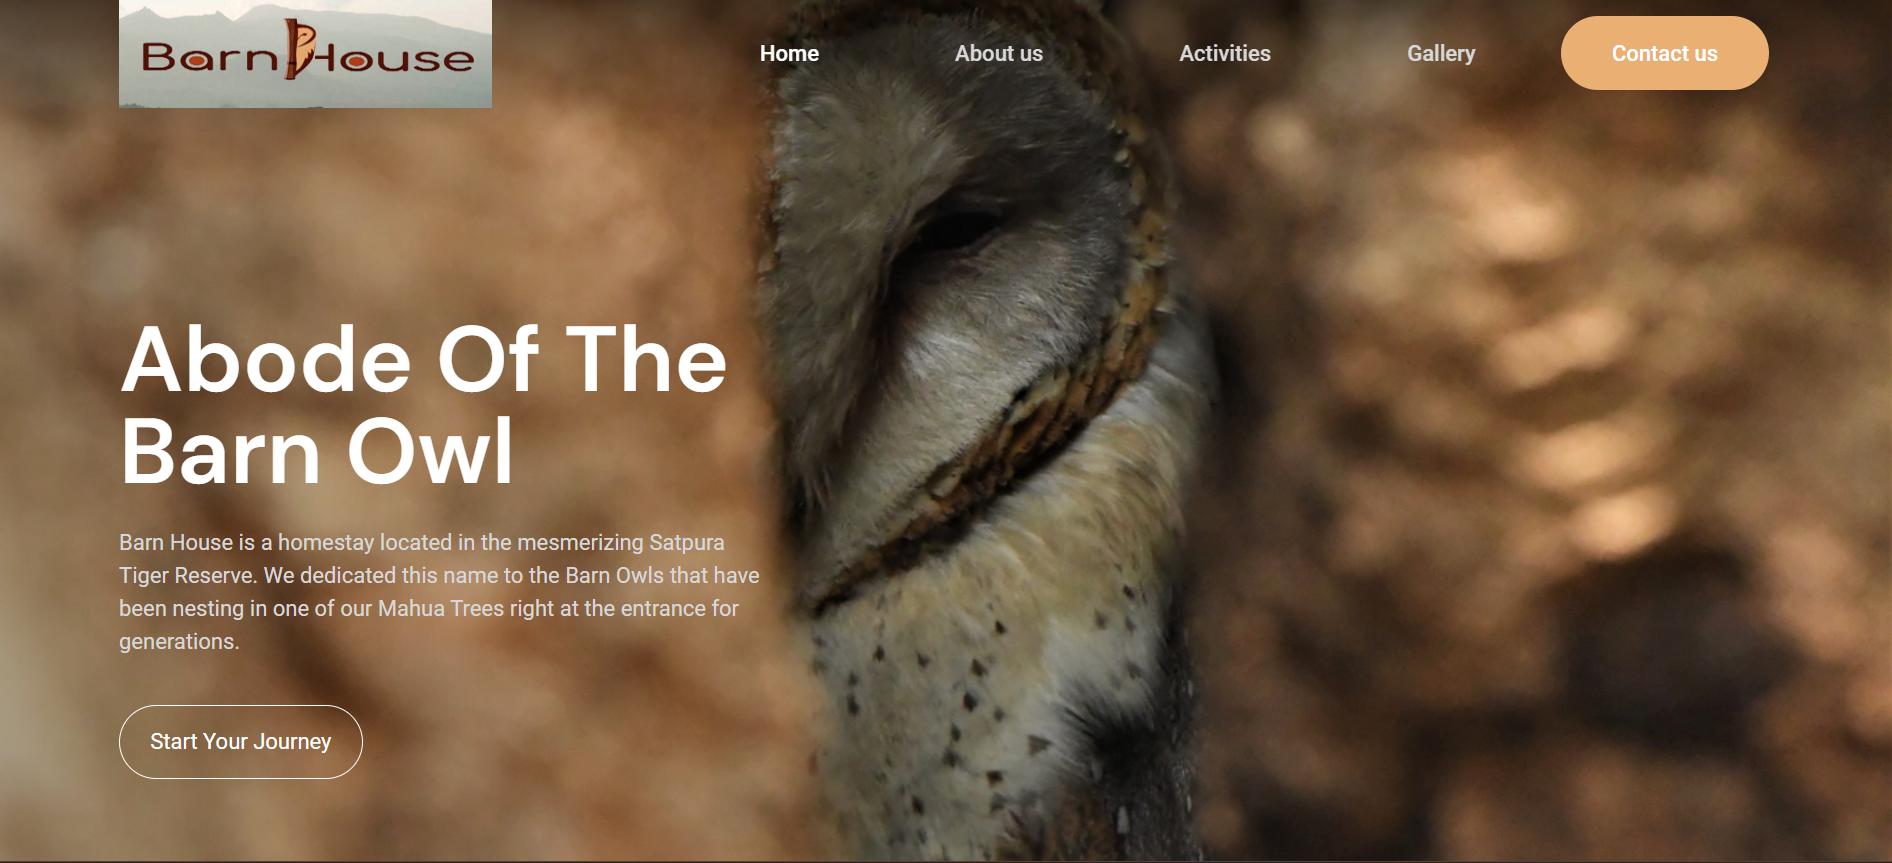 Barn House
Home
About us
Activities
Gallery
Contact us
Abode Of The
Barn Owl
Barn House is a homestay located in the mesmerizing Satpura
Tiger Reserve. We dedicated this name to the Barn Owls that have
been nesting in one of our Mahua Trees right at the entrance for
generations.
Start Your Journey